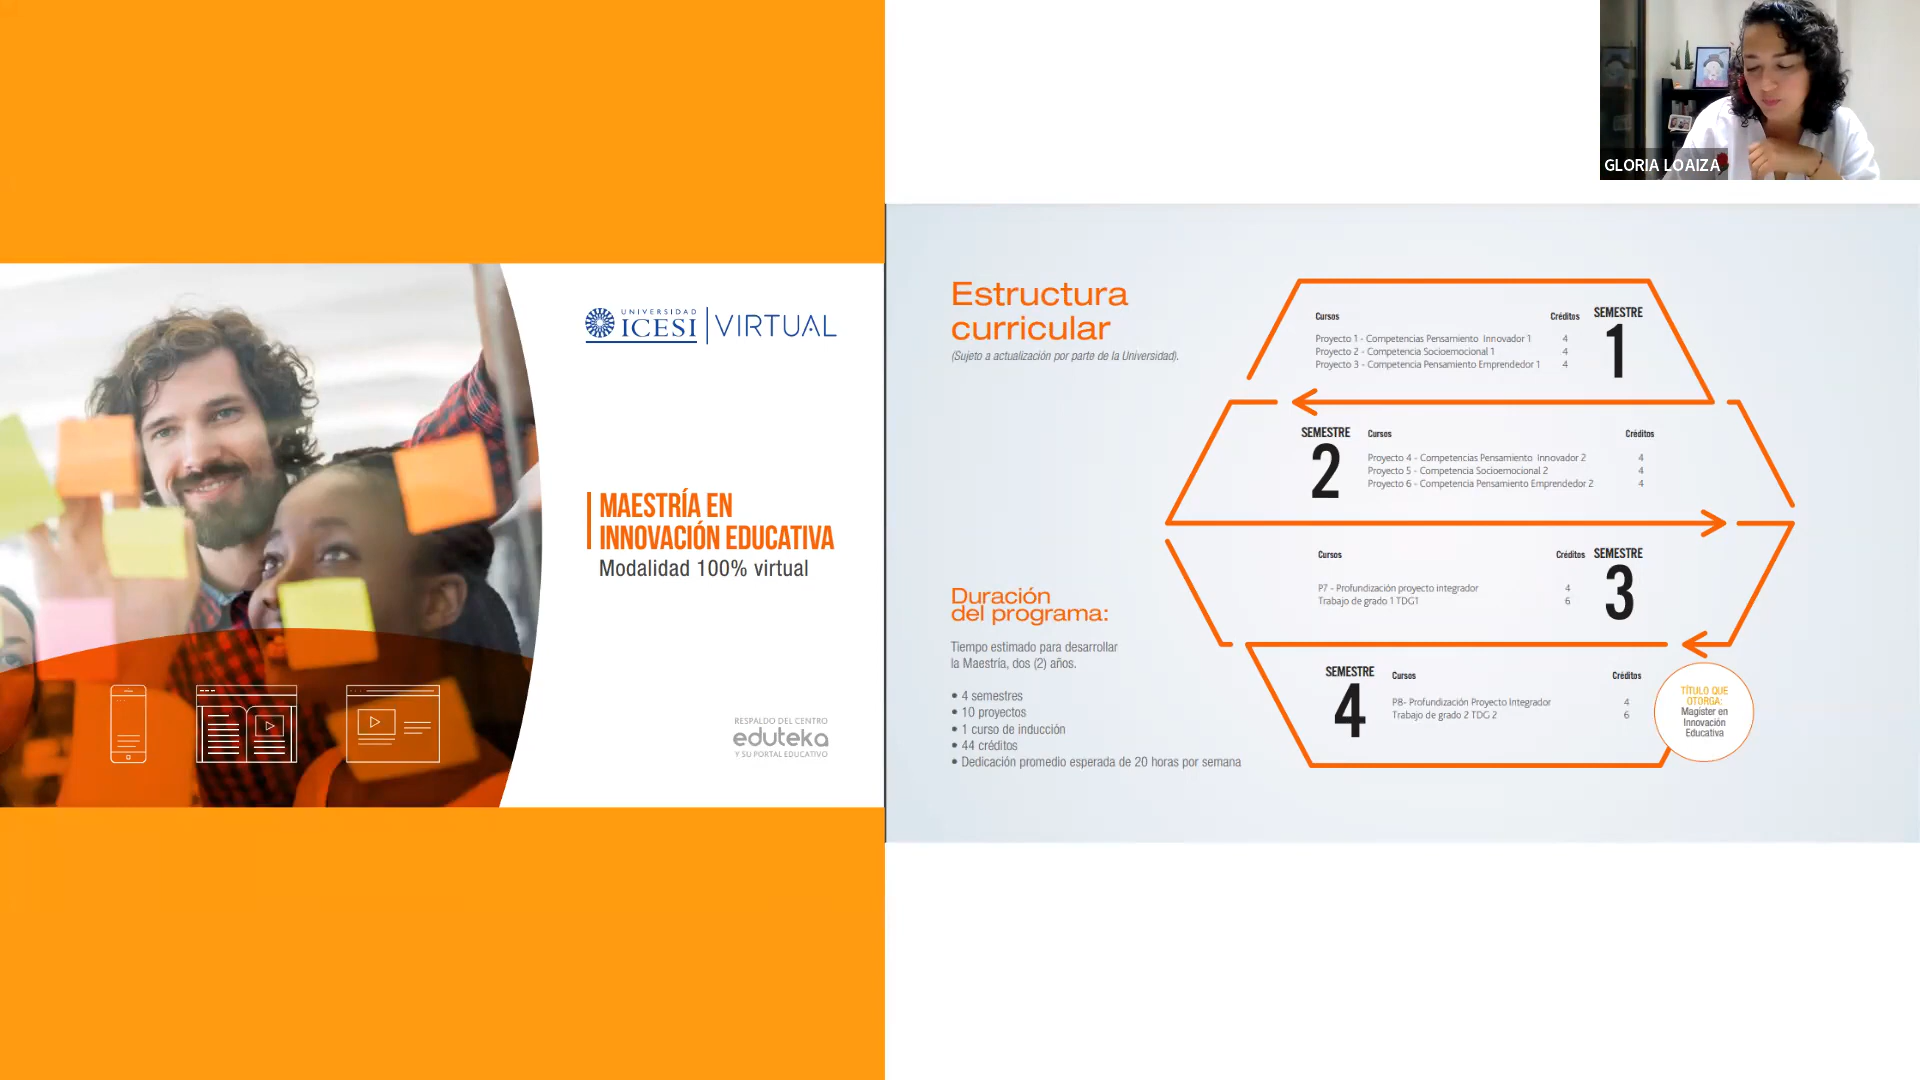 GLORIA LOAIZA
UNIVERSIDAD
ICESI
VIRTUAL
MAESTRÍA EN
INNOVACIÓN EDUCATIVA
Modalidad 100% virtual
RESPALDO DEL CENTRO
eduteka
Y SU PORTAL EDUCATIVO
Estructura
curricular
(Sujeto a actualización por parte de la Universidad).
Duración
del programa:
Tiempo estimado para desarrollar
la Maestría, dos (2) años.
• 4 semestres
• 10 proyectos
• 1 curso de inducción
• 44 créditos
• Dedicación promedio esperada de 20 horas por semana
Cursos Créditos SEMESTRE
1
Proyecto 1 - Competencias Pensamiento Innovador 1 4
Proyecto 2 - Competencia Socioemocional 1 4
Proyecto 3 - Competencia Pensamiento Emprendedor 1 4
SEMESTRE Cursos Créditos
2
Proyecto 4 - Competencias Pensamiento Innovador 2 4
Proyecto 5 - Competencia Socioemocional 2 4
Proyecto 6 - Competencia Pensamiento Emprendedor 2 4
Cursos Créditos SEMESTRE
3
P7 - Profundización proyecto integrador 4
Trabajo de grado 1 TDG1 6
SEMESTRE Cursos Créditos
4
P8- Profundización Proyecto Integrador 4
Trabajo de grado 2 TDG 2 6
TÍTULO QUE
OTORGA:
Magíster en
Innovación
Educativa